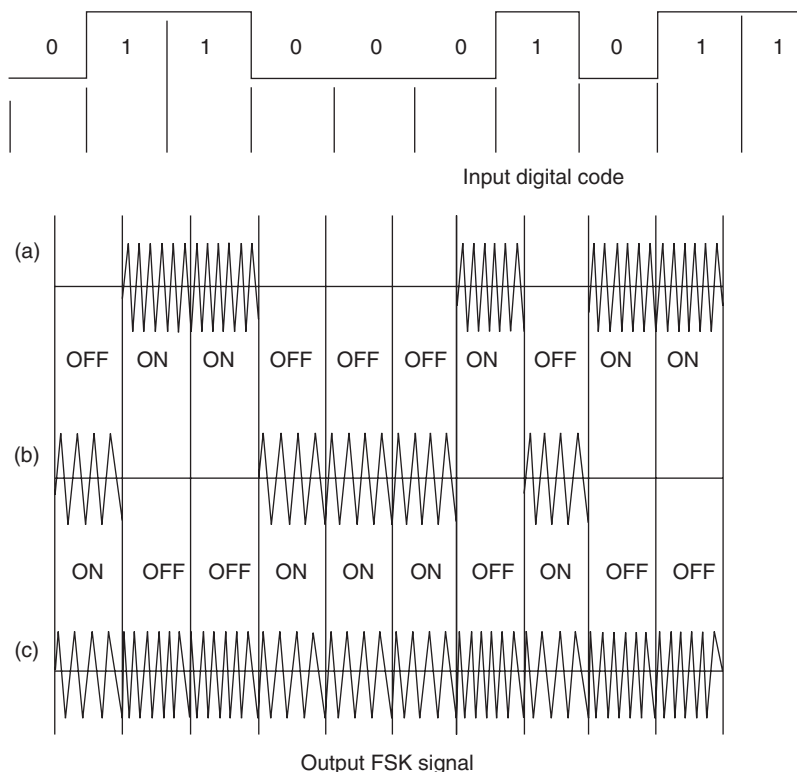 0 1 1 0 0 0 1 0 1 1
Input digital code
(a)
OFF ON ON OFF OFF OFF ON OFF ON ON
(b)
ON OFF OFF ON ON ON OFF ON OFF OFF
(c)
Output FSK signal